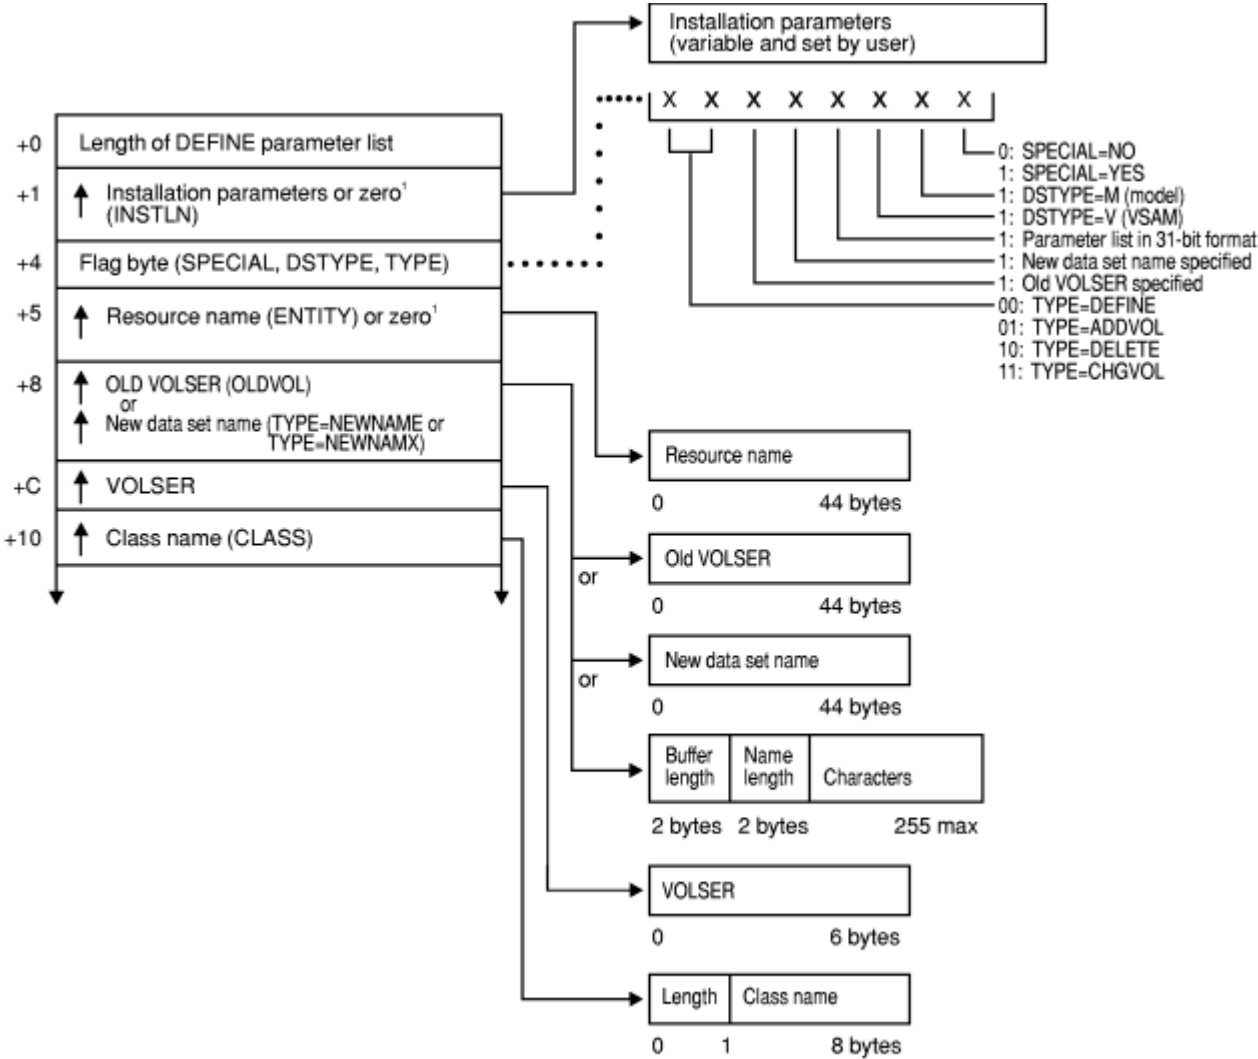 Installation parameters
(variable and set by user)
X X X X X X X X
0: SPECIAL=NO
1: SPECIAL=YES
1: DSTYPE=M (model)
1: DSTYPE=V (VSAM)
1: Parameter list in 31-bit format
1: New data set name specified
1: Old VOLSER specified
00: TYPE=DEFINE
01: TYPE=ADDVOL
10: TYPE=DELETE
11: TYPE=CHGVOL
+0 Length of DEFINE parameter list
+1 Installation parameters or zero¹
(INSTLN)
+4 Flag byte (SPECIAL, DSTYPE, TYPE)
+5 Resource name (ENTITY) or zero¹
+8 OLD VOLSER (OLDVOL)
or
New data set name (TYPE=NEWNAME or
TYPE=NEWNAMX)
+C VOLSER
+10 Class name (CLASS)
Resource name
0 44 bytes
Old VOLSER
or
0 44 bytes
New data set name
or
0 44 bytes
Buffer
length
Name
length
Characters
2 bytes 2 bytes 255 max
VOLSER
0 6 bytes
Length Class name
0 1 8 bytes